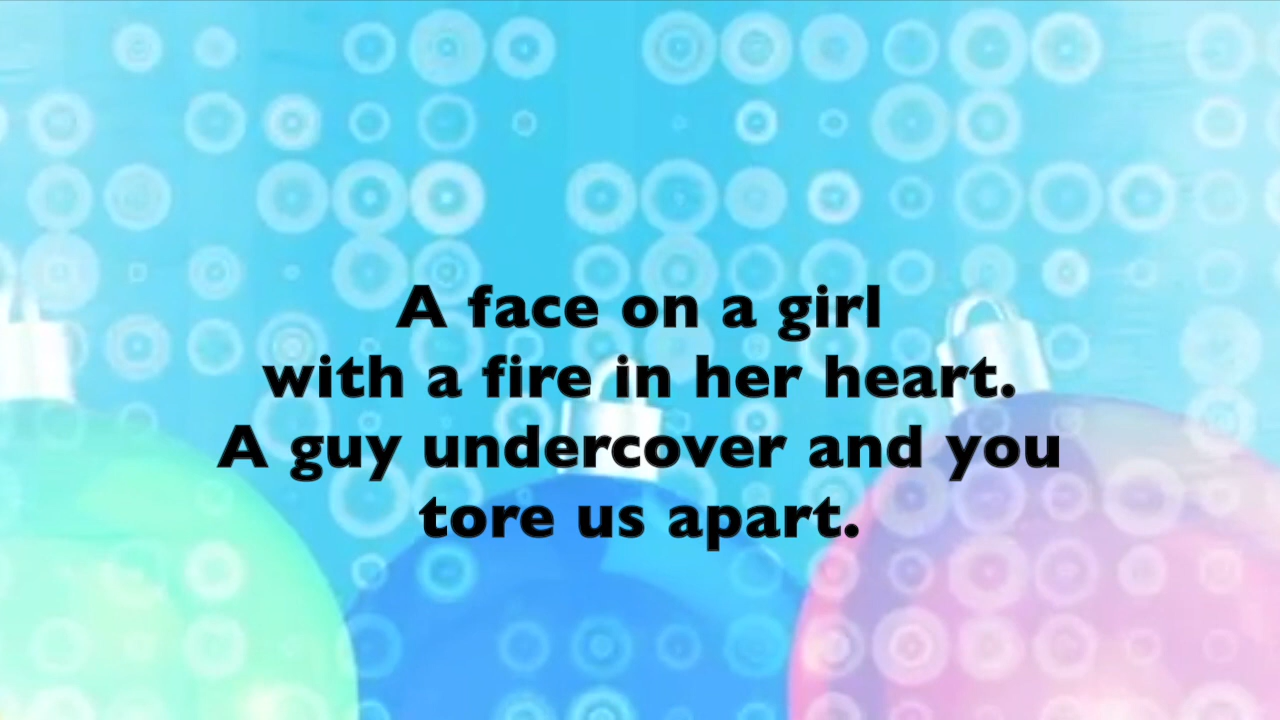 A face on a girl
with a fire in her heart.
A guy undercover and you
tore us apart.